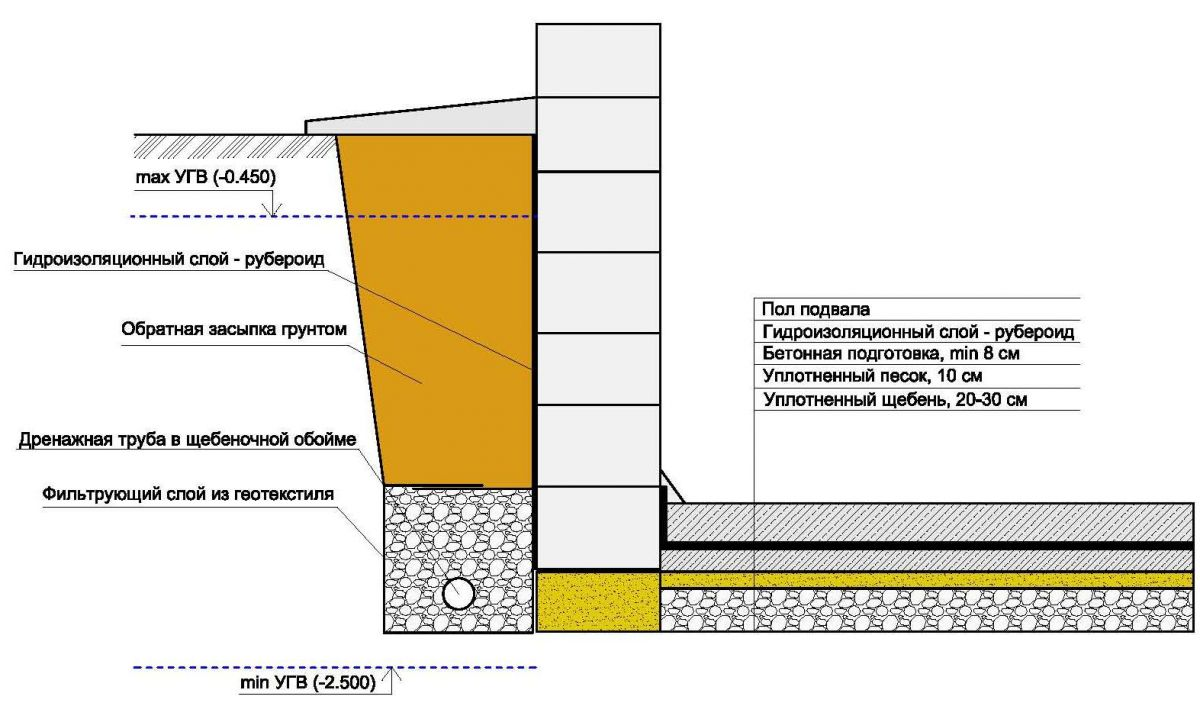 max УГВ (-0.450)
Гидроизоляционный слой - рубероид
Обратная засыпка грунтом
Дренажная труба в щебеночной обойме
Фильтрующий слой из геотекстиля
min УГВ (-2.500)
Пол подвала
Гидроизоляционный слой - рубероид
Бетонная подготовка, min 8 см
Уплотненный песок, 10 см
Уплотненный щебень, 20-30 см